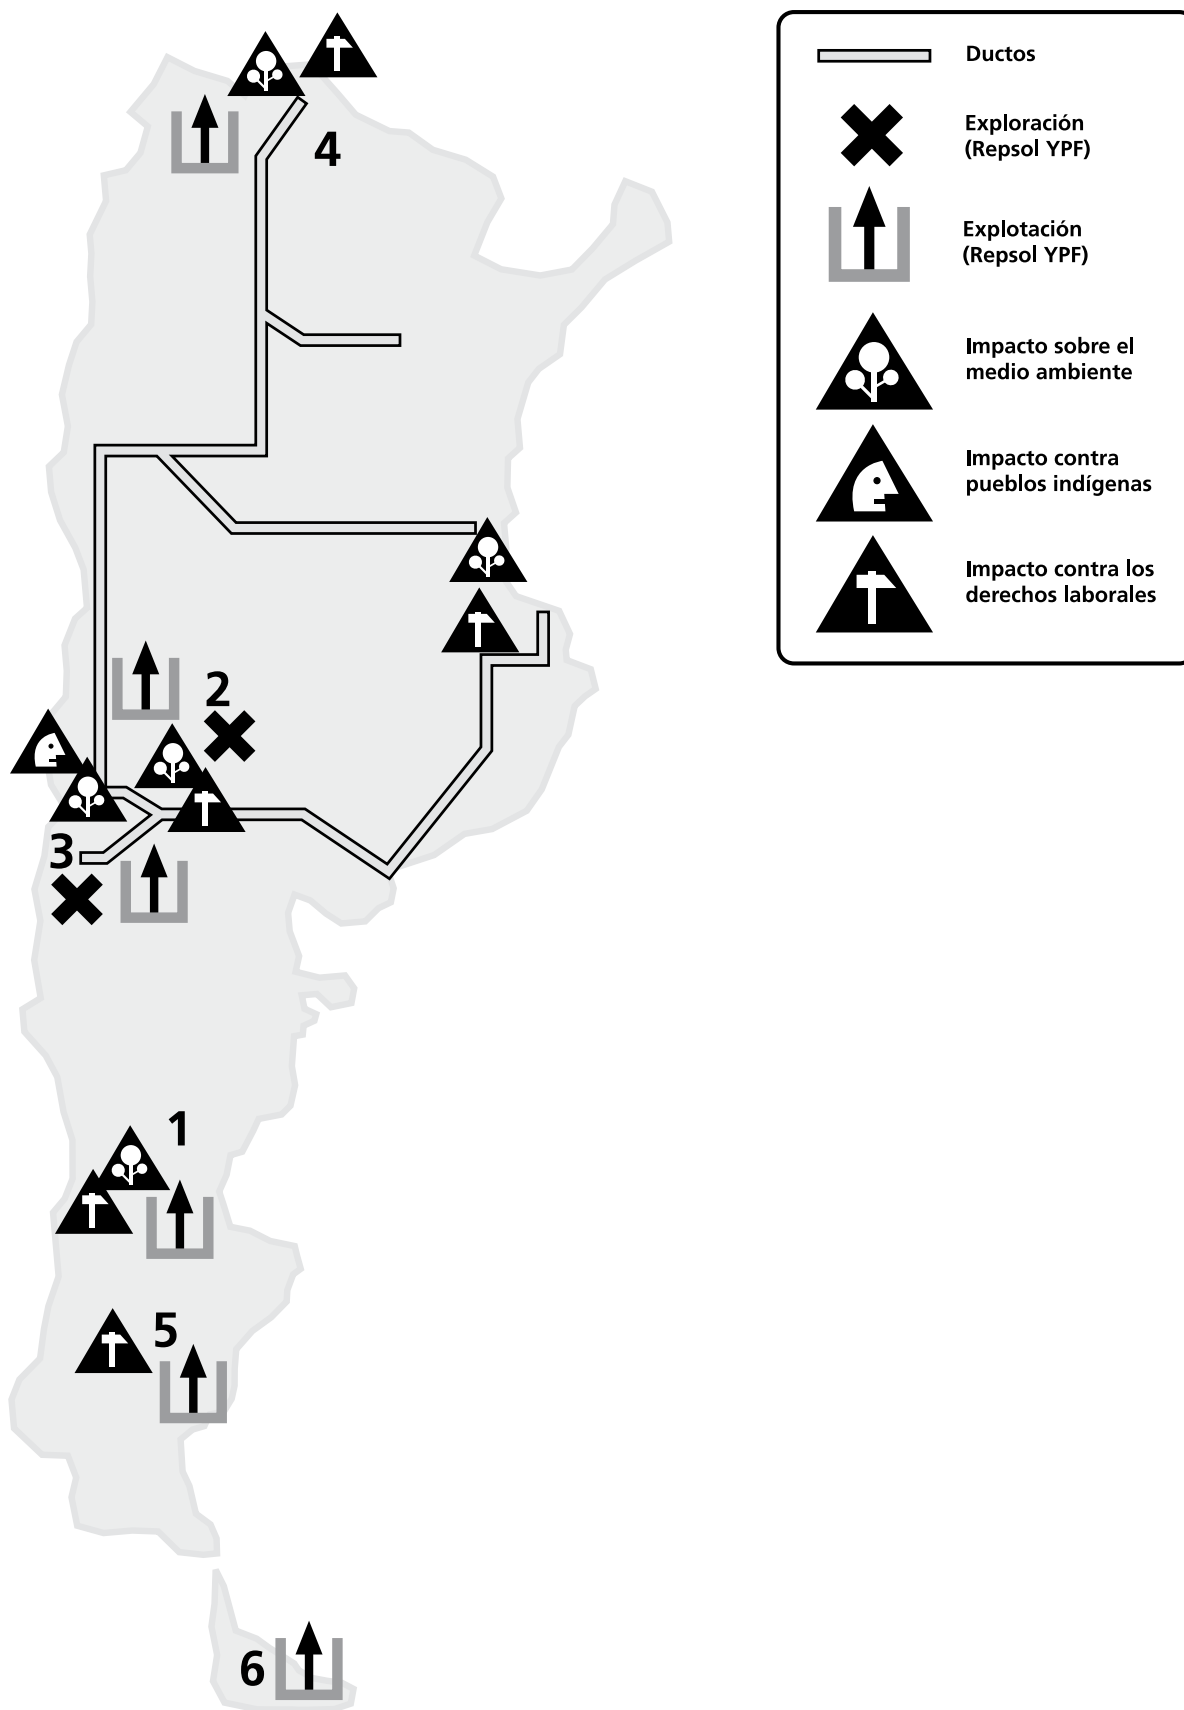 Ductos
Exploración
(Repsol YPF)
Explotación
(Repsol YPF)
Impacto sobre el
medio ambiente
Impacto contra
pueblos indígenas
Impacto contra los
derechos laborales
4
2
3
1
5
6